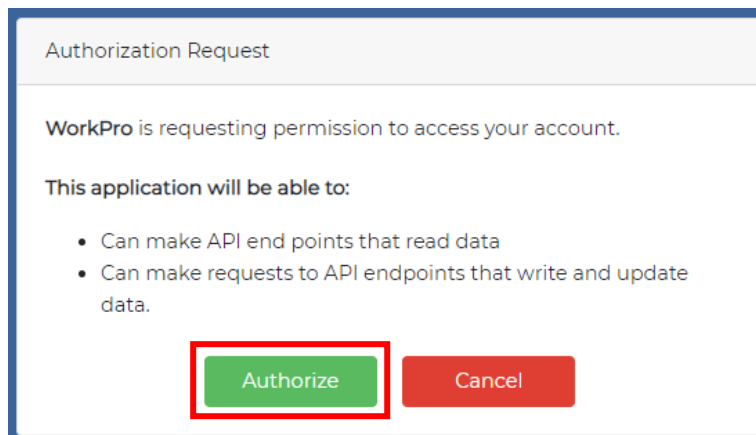 Authorization Request
WorkPro is requesting permission to access your account.
This application will be able to:
• Can make API end points that read data
• Can make requests to API endpoints that write and update
data.
Authorize
Cancel